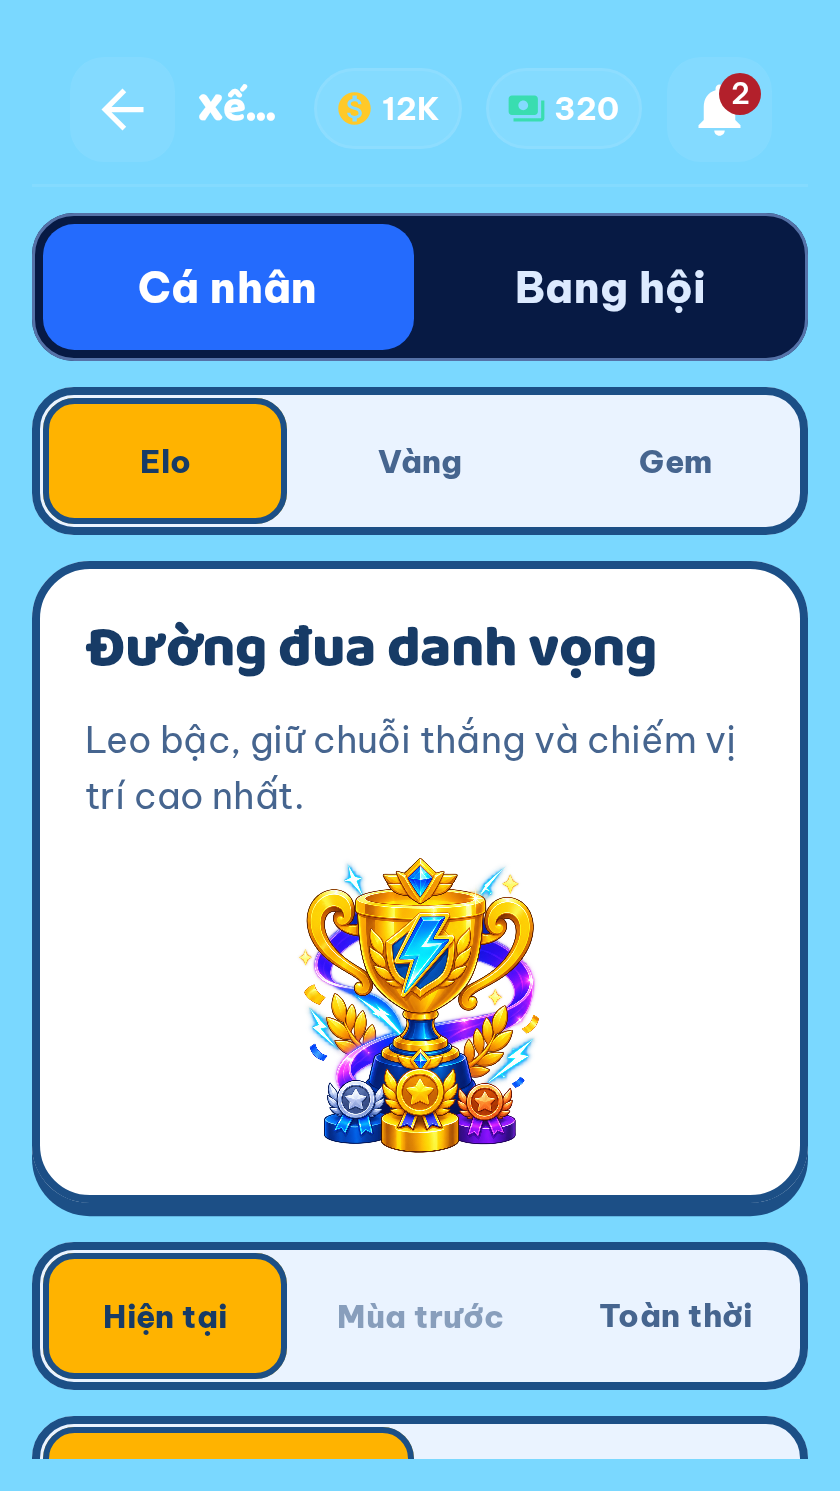 xế...
12K
320
2
Cá nhân
Bang hội
Elo
Vàng
Gem
Đường đua danh vọng
Leo bậc, giữ chuỗi thắng và chiếm vị
trí cao nhất.
Hiện tại
Mùa trước
Toàn thời